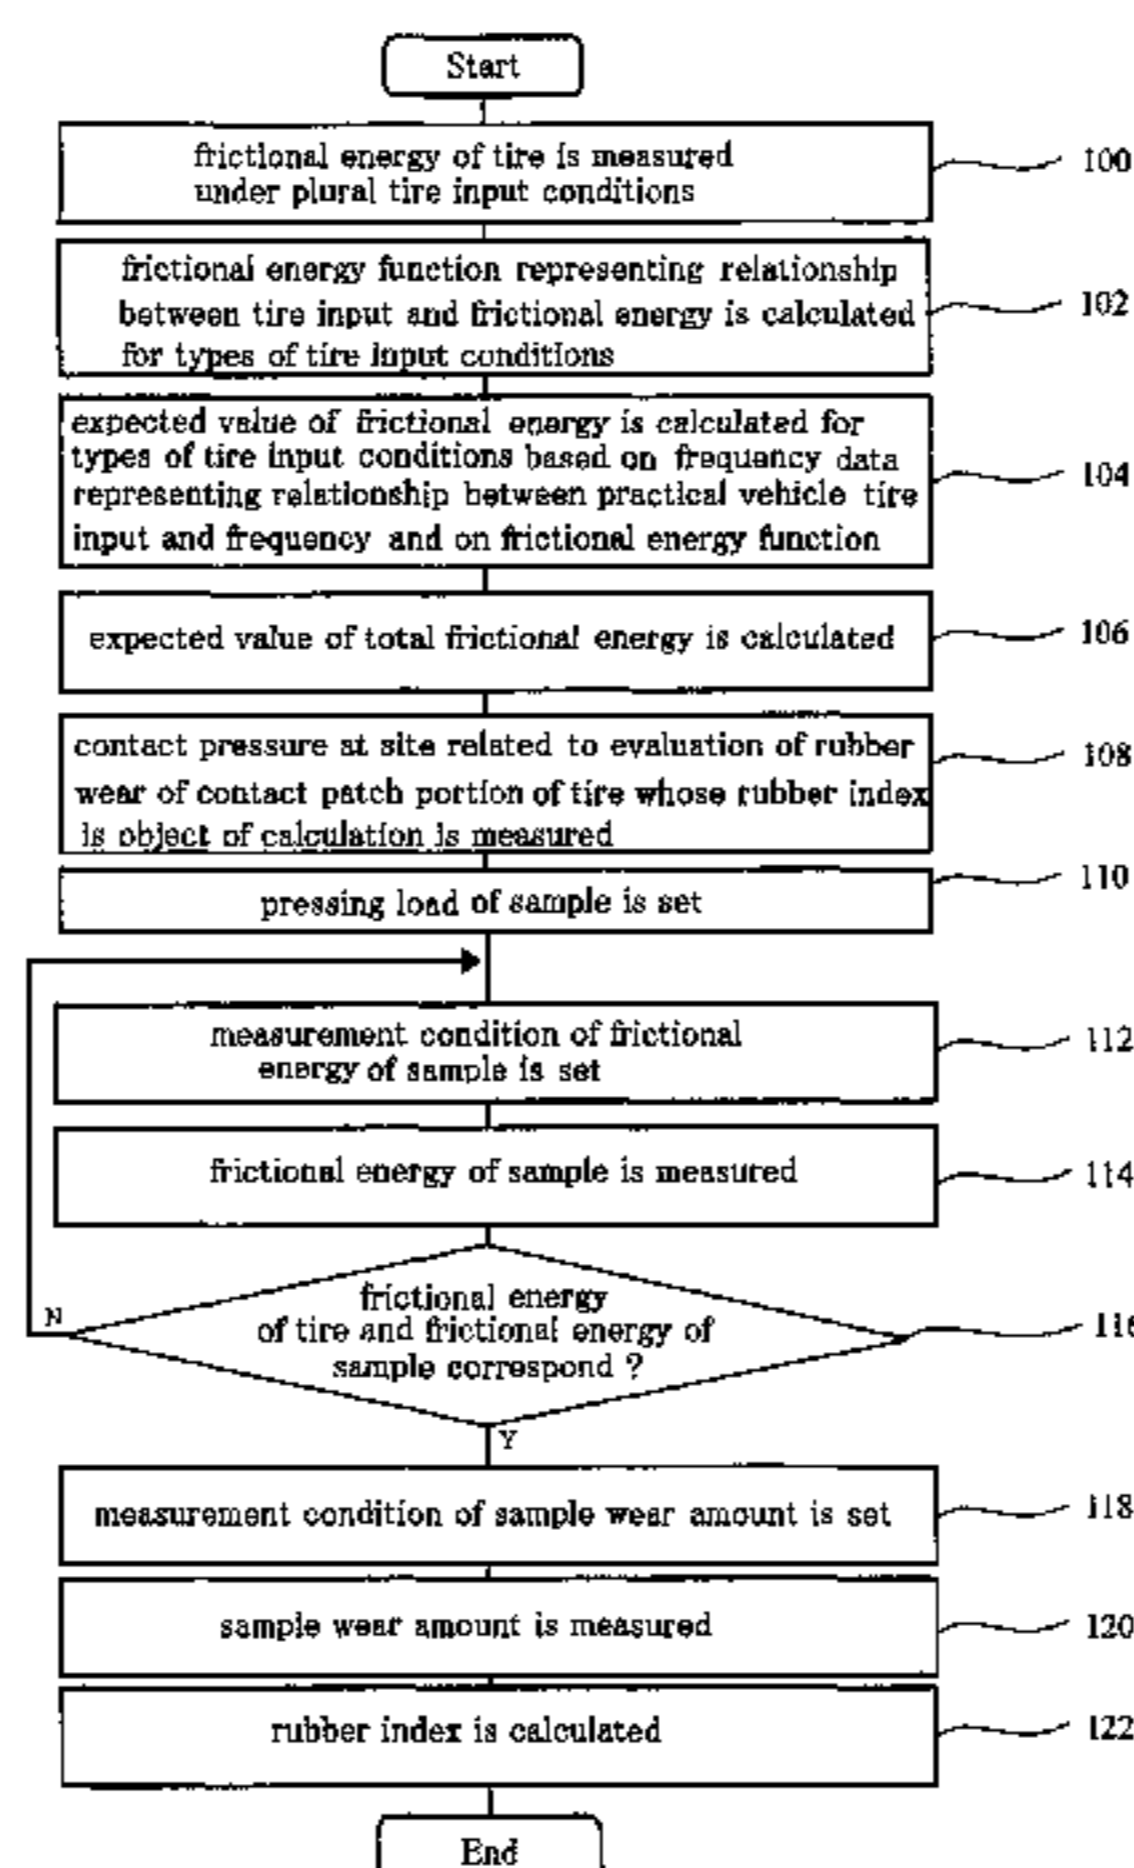 Start
frictional energy of tire is measured
under plural tire input conditions
100
frictional energy function representing relationship
between tire input and frictional energy is calculated
for types of tire input conditions
102
expected value of frictional energy is calculated for
types of tire input conditions based on frequency data
representing relationship between practical vehicle tire
input and frequency and on frictional energy function
104
expected value of total frictional energy is calculated
106
contact pressure at site related to evaluation of rubber
wear of contact patch portion of tire whose rubber index
is object of calculation is measured
108
pressing load of sample is set
110
measurement condition of frictional
energy of sample is set
112
frictional energy of sample is measured
114
frictional energy
of tire and frictional energy of
sample correspond ?
116
N
Y
measurement condition of sample wear amount is set
118
sample wear amount is measured
120
rubber index is calculated
122
End